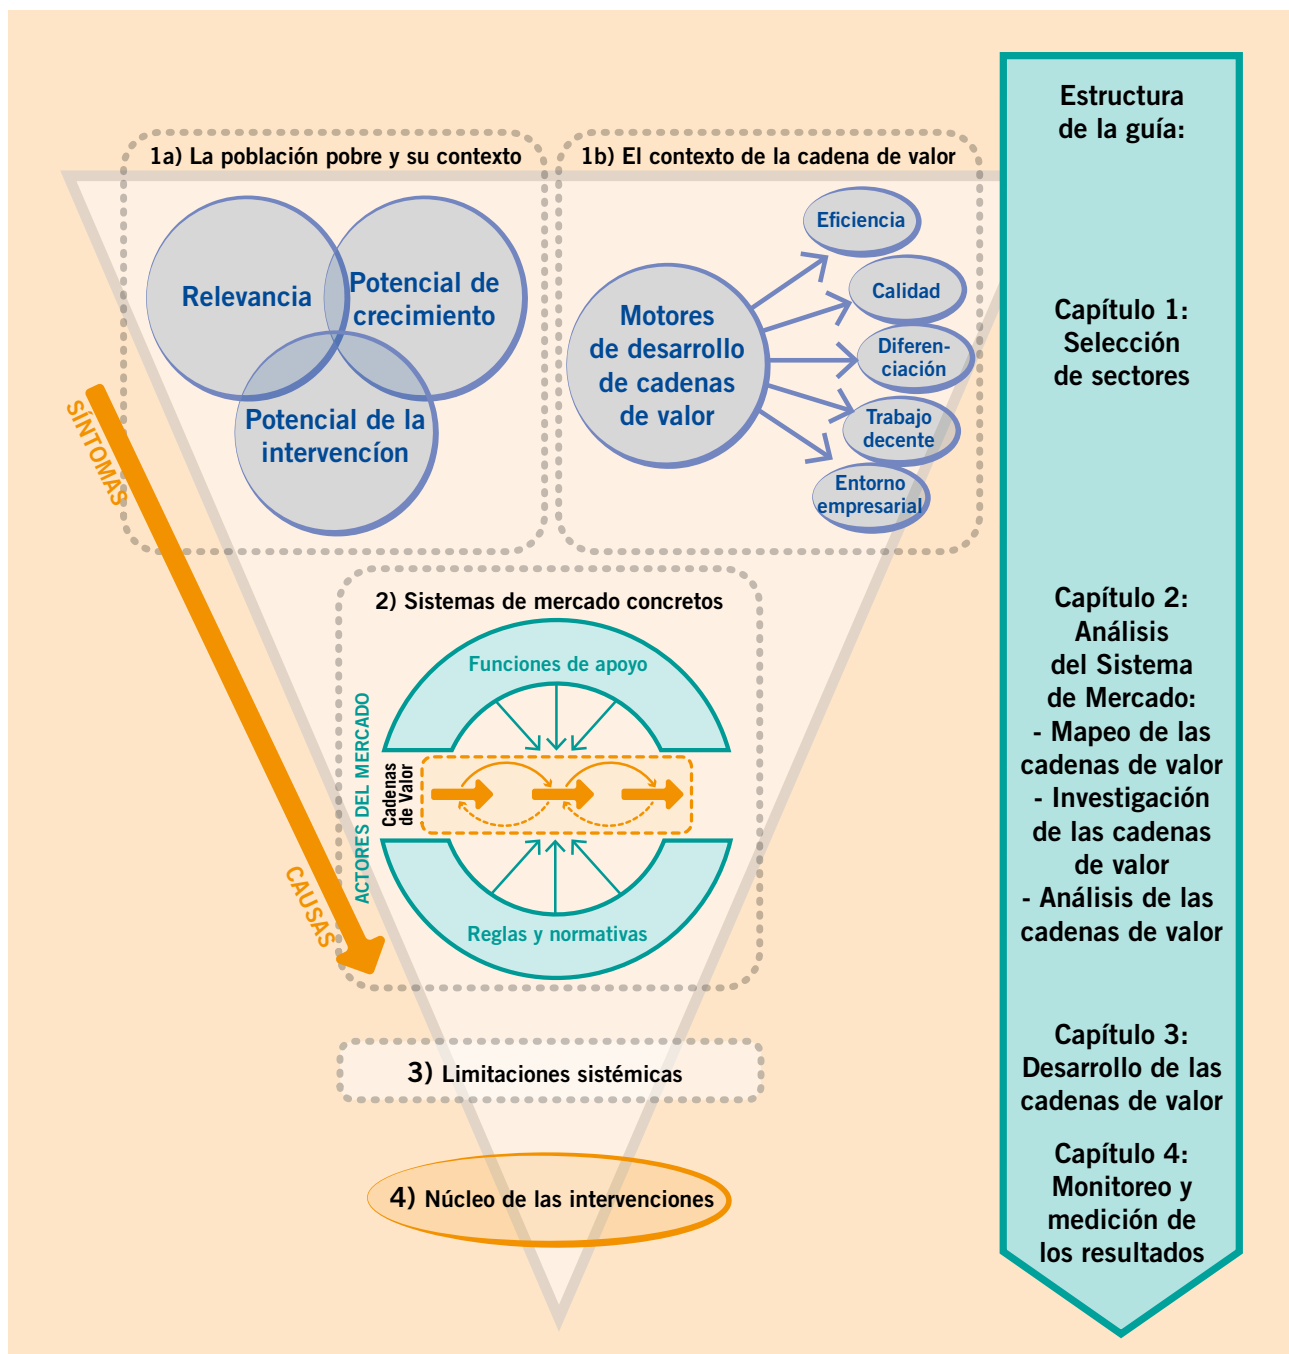 1a) La población pobre y su contexto
Relevancia
Potencial de
crecimiento
Potencial de la
intervencíon
1b) El contexto de la cadena de valor
Motores
de desarrollo
de cadenas
de valor
Eficiencia
Calidad
Diferen-
ciación
Trabajo
decente
Entorno
empresarial
SÍNTOMAS
CAUSAS
2) Sistemas de mercado concretos
ACTORES DEL MERCADO
Funciones de apoyo
Cadenas
de Valor
Reglas y normativas
3) Limitaciones sistémicas
4) Núcleo de las intervenciones
Estructura
de la guía:
Capítulo 1:
Selección
de sectores
Capítulo 2:
Análisis
del Sistema
de Mercado:
- Mapeo de las
cadenas de valor
- Investigación
de las cadenas
de valor
- Análisis de las
cadenas de valor
Capítulo 3:
Desarrollo de las
cadenas de valor
Capítulo 4:
Monitoreo y
medición de
los resultados